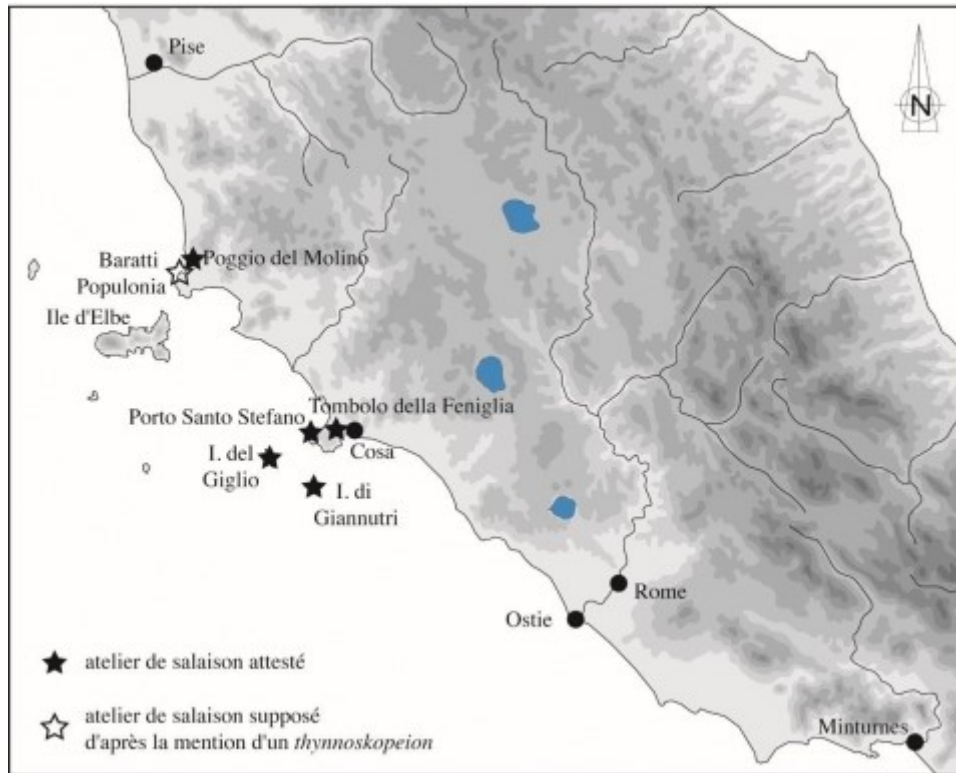 Pise
N
Baratti
Poggio del Molino
Populonia
Ile d'Elbe
Porto Santo Stefano
Tombolo della Feniglia
Cosa
I. del
Giglio
I. di
Giannutri
Rome
Ostie
atelier de salaison attesté
atelier de salaison supposé
d'après la mention d'un thynnoskopeion
Minturnes